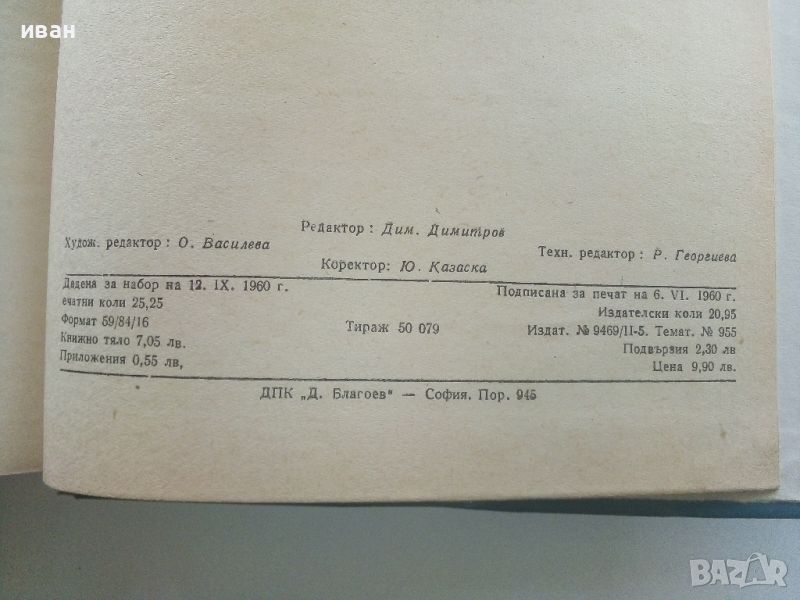 иван
Редактор: Дим. Димитров
Худож. редактор: О. Василева
Техн. редактор: Р. Георгиева
Коректор: Ю. Казаска
Дадена за набор на 12. IX. 1960 г.
Подписана за печат на 6. VI. 1960 г.
ечатни коли 25,25
Издателски коли 20,95
Формат 59/84/16
Тираж 50 079
Издат. № 9469/II-5. Темат. № 955
Книжно тяло 7,05 лв.
Подвързия 2,30 лв
Приложения 0,55 лв,
Цена 9,90 лв.
ДПК „Д. Благоев" — София. Пор. 945
BAZAR